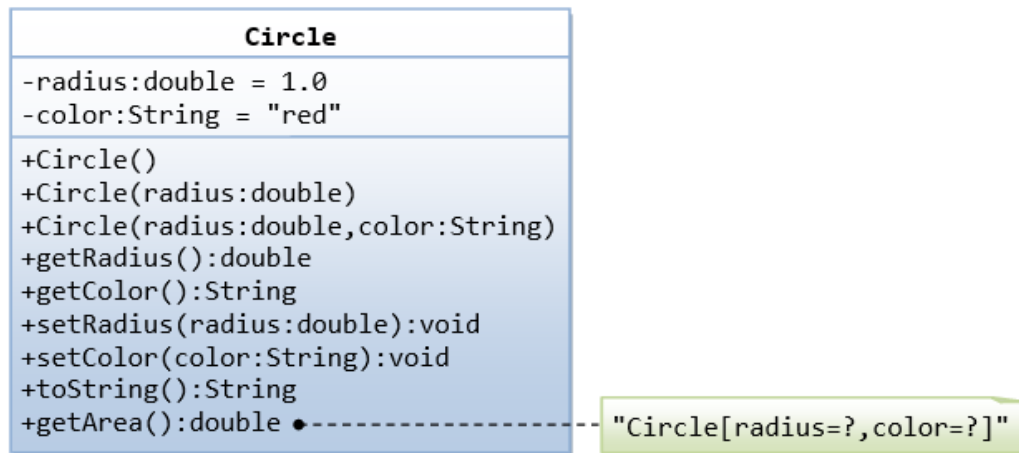 Circle
-radius:double = 1.0
-color:String = "red"
+Circle()
+Circle(radius:double)
+Circle(radius:double,color:String)
+getRadius():double
+getColor():String
+setRadius(radius:double):void
+setColor(color:String):void
+toString():String
+getArea():double
"Circle[radius=?,color=?]"